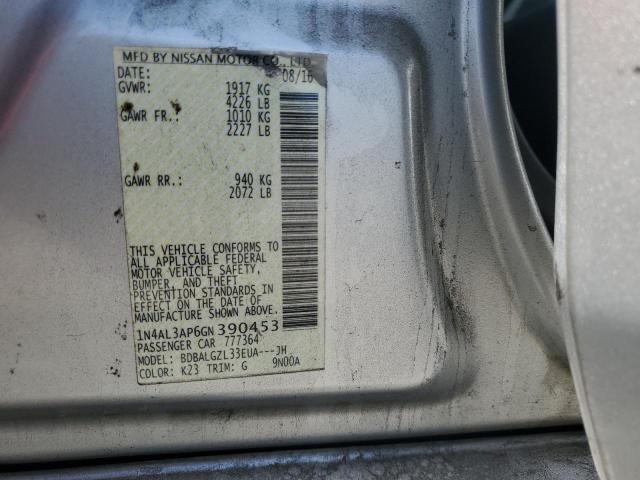 MFD BY NISSAN MOTOR CO., LTD.
DATE: 08/16
GVWR: 1917 KG
4226 LB
GAWR FR.: 1010 KG
2227 LB
GAWR RR.: 940 KG
2072 LB
THIS VEHICLE CONFORMS TO
ALL APPLICABLE FEDERAL
MOTOR VEHICLE SAFETY,
BUMPER, AND THEFT
PREVENTION STANDARDS IN
EFFECT ON THE DATE OF
MANUFACTURE SHOWN ABOVE.
1N4AL3AP6GN390453
PASSENGER CAR 777364
MODEL: BDBALGZL33EUA---JH
COLOR: K23 TRIM: G 9N00A